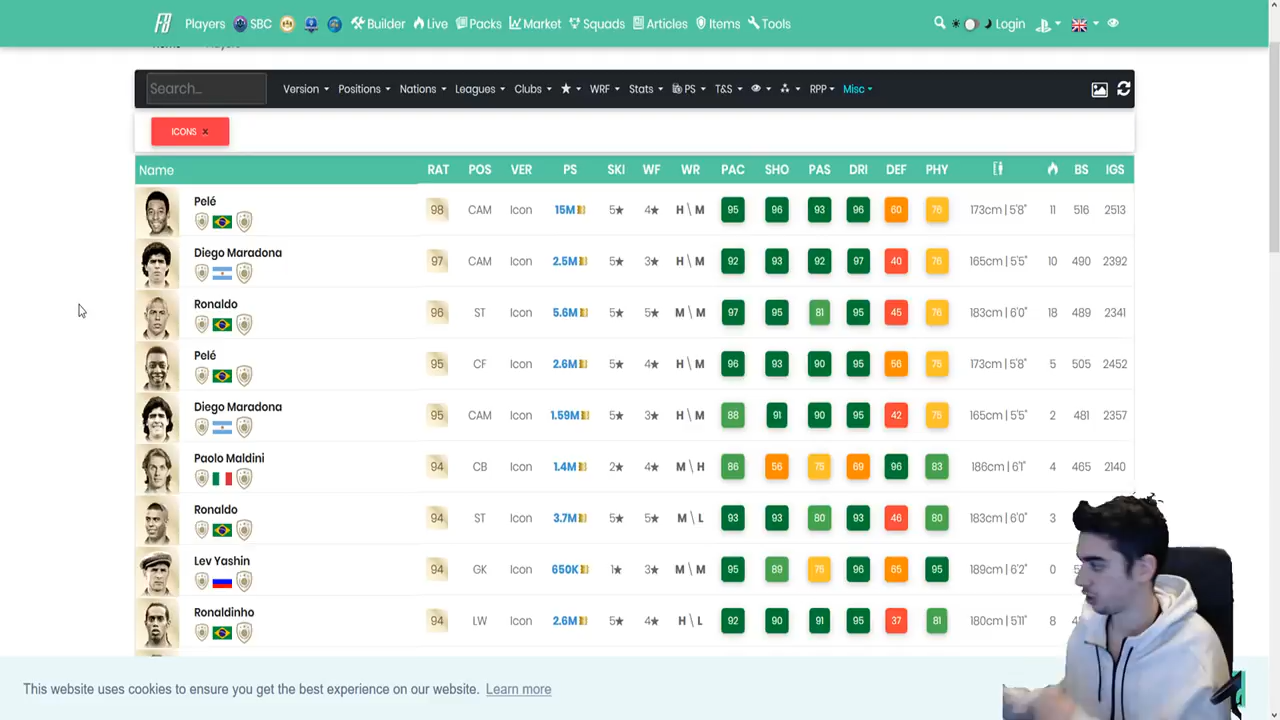 F8 Players SBC Builder Live Packs Market Squads Articles Items Tools Login
Search... Version Positions Nations Leagues Clubs WRF Stats PS T&S RPP Misc
ICONS x
Name RAT POS VER PS SKI WF WR PAC SHO PAS DRI DEF PHY BS IGS
Pelé 98 CAM Icon 15M 5★ 4★ H \ M 95 96 93 96 60 76 173cm | 5'8" 11 516 2513
Diego Maradona 97 CAM Icon 2.5M 5★ 3★ H \ M 92 93 92 97 40 76 165cm | 5'5" 10 490 2392
Ronaldo 96 ST Icon 5.6M 5★ 5★ M \ M 97 95 81 95 45 76 183cm | 6'0" 18 489 2341
Pelé 95 CF Icon 2.6M 5★ 4★ H \ M 96 93 90 95 56 75 173cm | 5'8" 5 505 2452
Diego Maradona 95 CAM Icon 1.59M 5★ 3★ H \ M 88 91 90 95 42 75 165cm | 5'5" 2 481 2357
Paolo Maldini 94 CB Icon 1.4M 2★ 4★ M \ H 86 56 75 69 96 83 186cm | 6'1" 4 465 2140
Ronaldo 94 ST Icon 3.7M 5★ 5★ M \ L 93 93 80 93 46 80 183cm | 6'0" 3
Lev Yashin 94 GK Icon 650K 1★ 3★ M \ M 95 89 76 96 65 95 189cm | 6'2" 0
Ronaldinho 94 LW Icon 2.6M 5★ 4★ H \ L 92 90 91 95 37 81 180cm | 5'11" 8
This website uses cookies to ensure you get the best experience on our website. Learn more